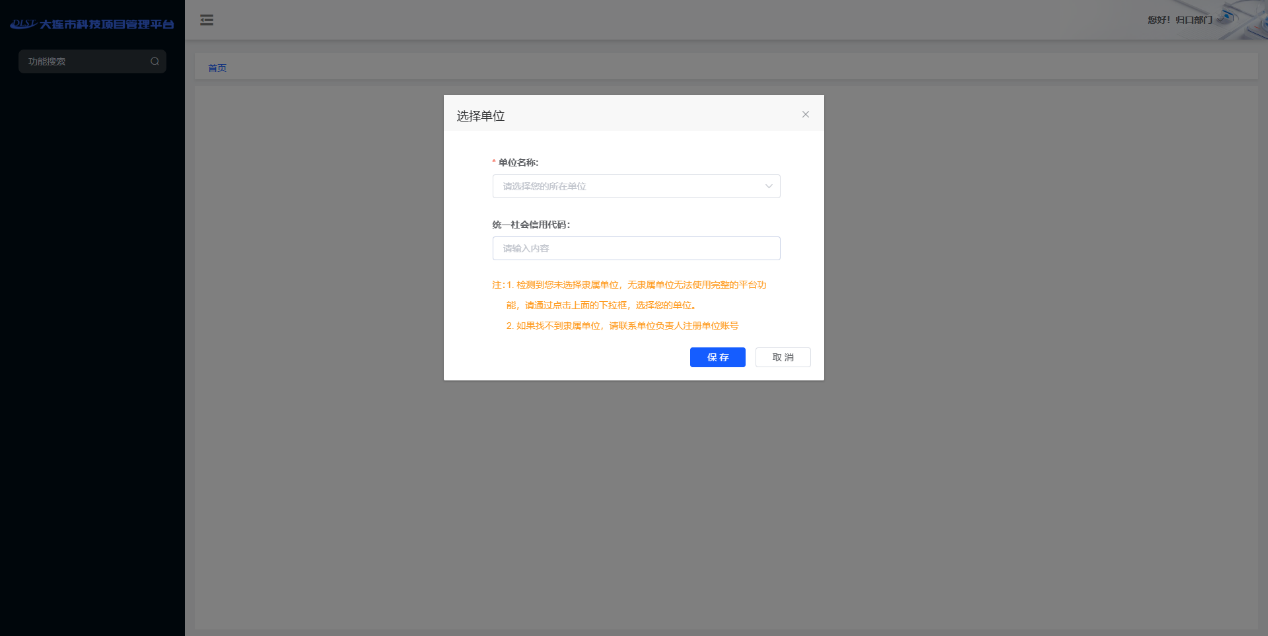 DLST 大连市科技项目管理平台
功能搜索
您好！归口部门
首页
选择单位
* 单位名称:
请选择您的所在单位
统一社会信用代码:
请输入内容
注: 1. 检测到您未选择隶属单位，无隶属单位无法使用完整的平台功
能，请通过点击上面的下拉框，选择您的单位。
2. 如果找不到隶属单位，请联系单位负责人注册单位账号
保 存
取 消